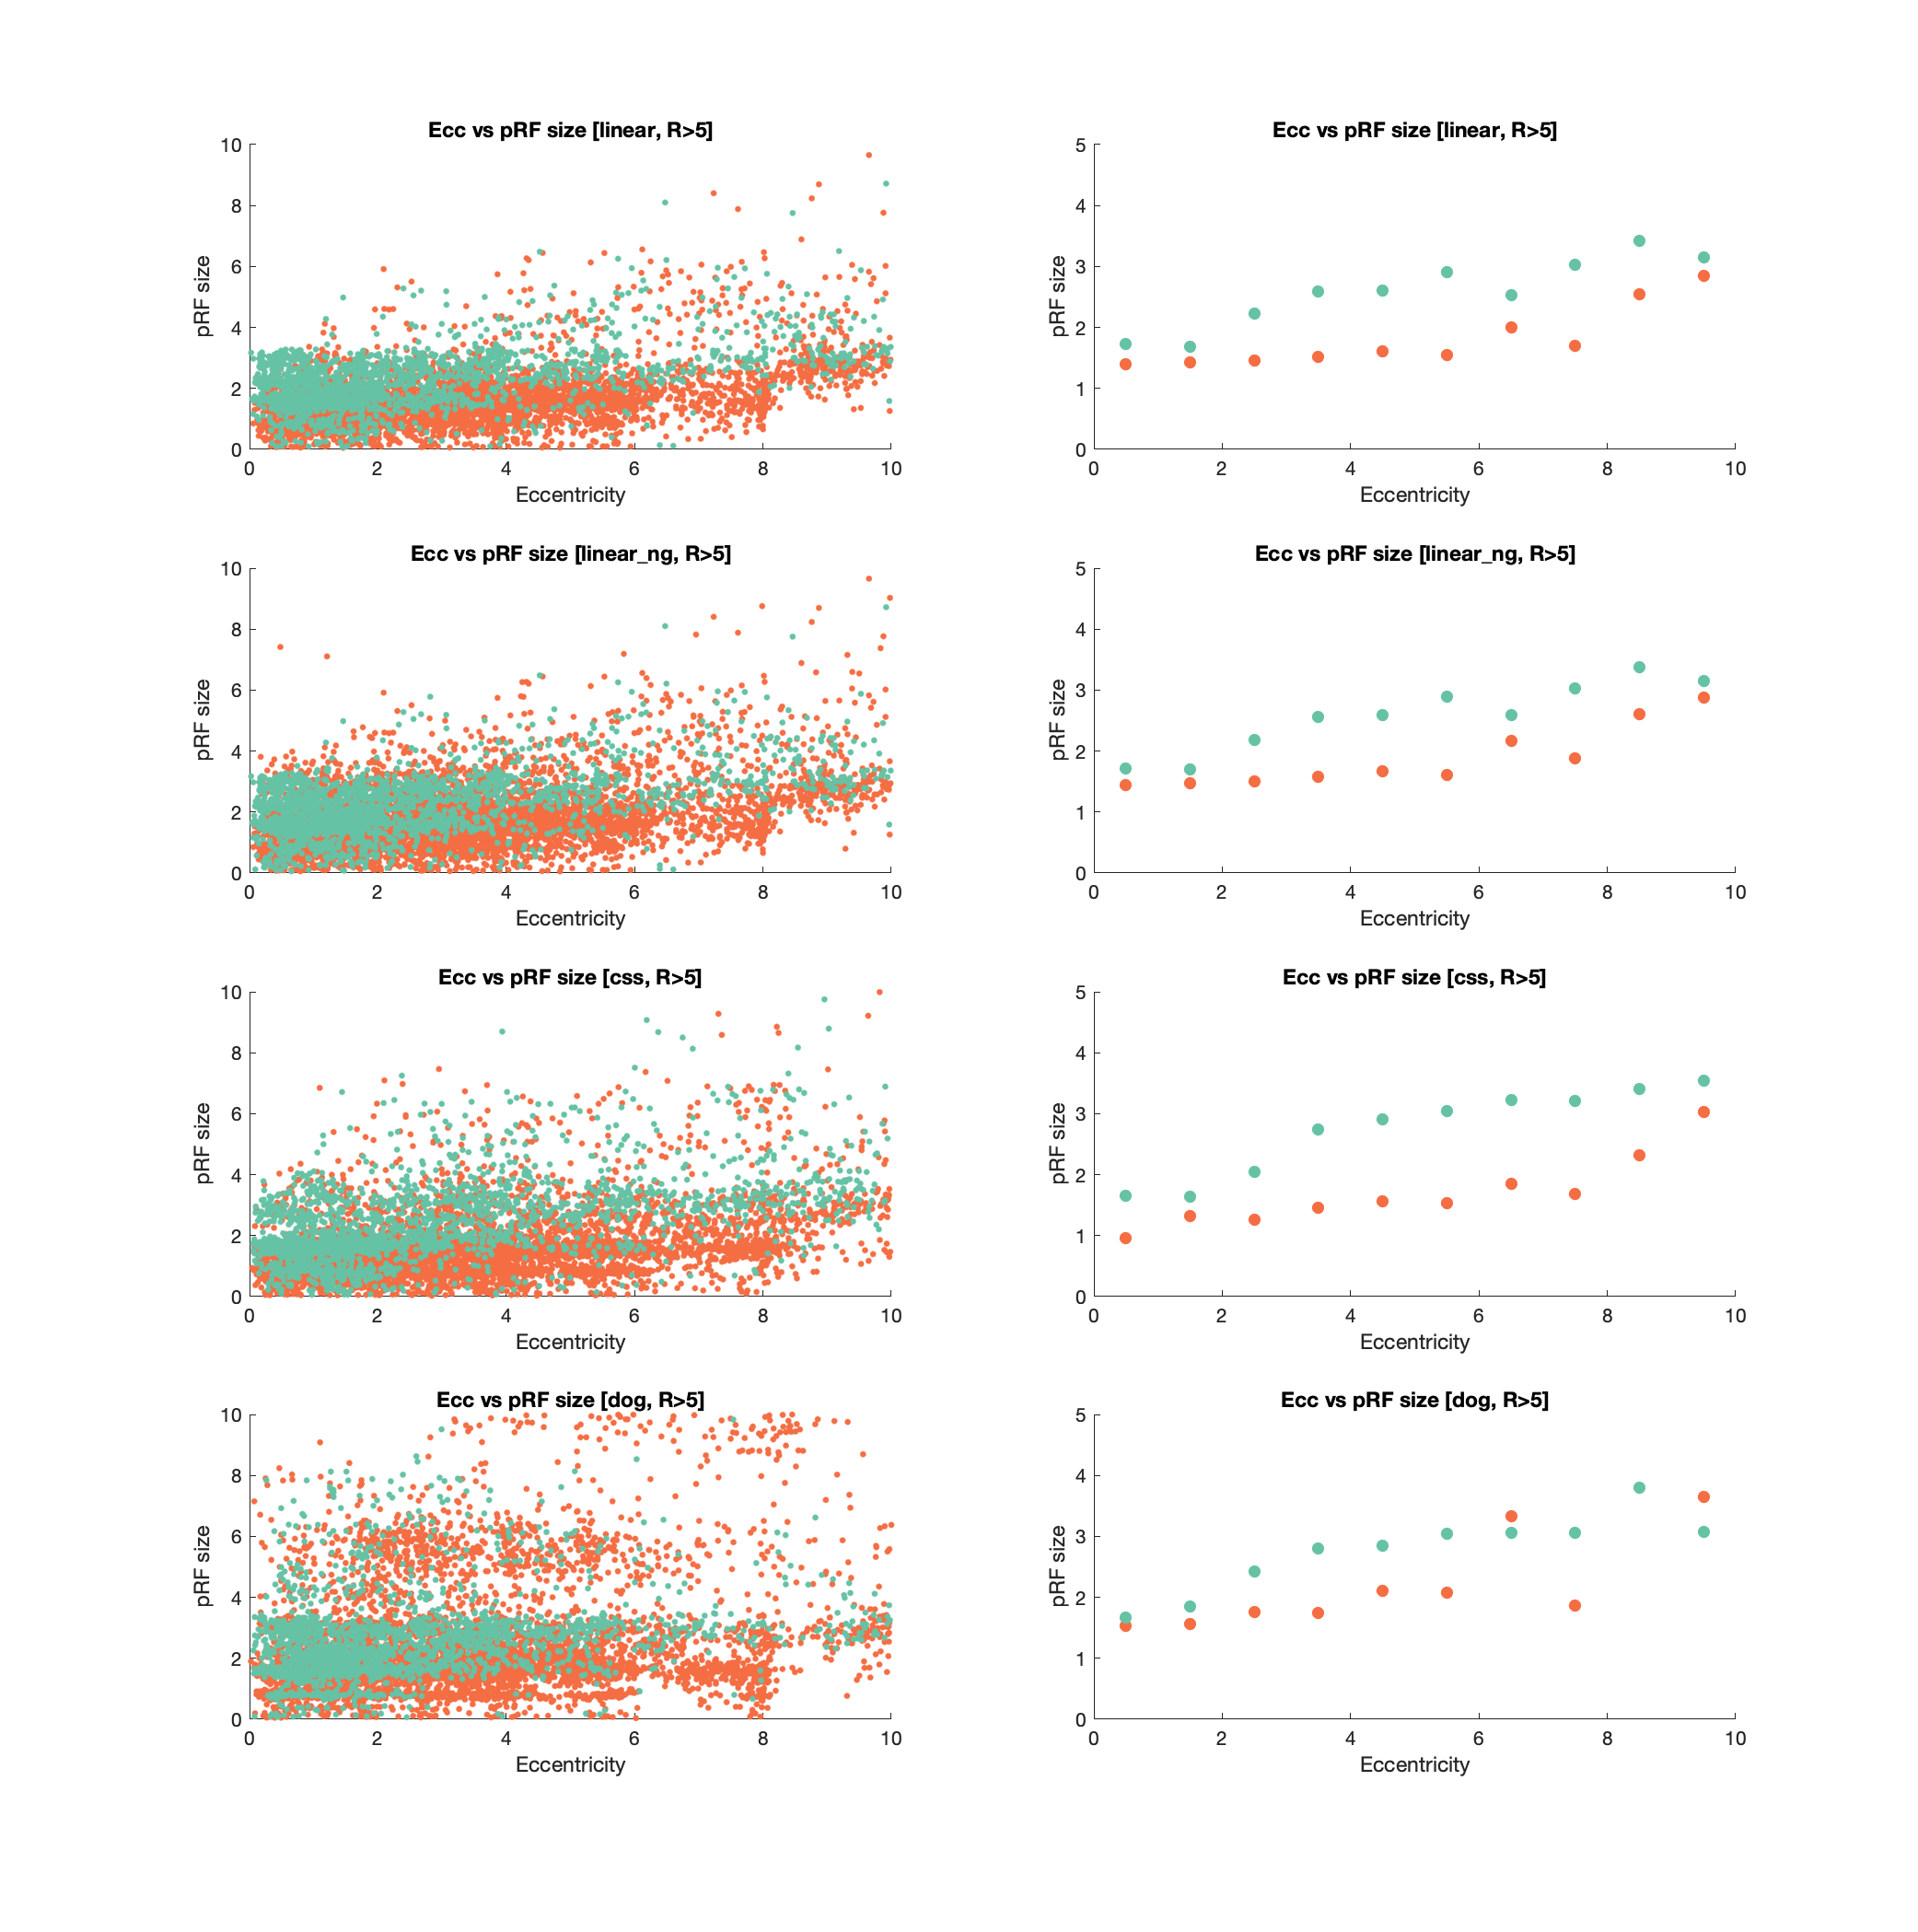 Ecc vs pRF size [linear, R>5]
10
8
6
4
2
0
pRF size
0 2 4 6 8 10
Eccentricity
Ecc vs pRF size [linear, R>5]
5
4
3
2
1
0
pRF size
0 2 4 6 8 10
Eccentricity
Ecc vs pRF size [linear_ng, R>5]
10
8
6
4
2
0
pRF size
0 2 4 6 8 10
Eccentricity
Ecc vs pRF size [linear_ng, R>5]
5
4
3
2
1
0
pRF size
0 2 4 6 8 10
Eccentricity
Ecc vs pRF size [css, R>5]
10
8
6
4
2
0
pRF size
0 2 4 6 8 10
Eccentricity
Ecc vs pRF size [css, R>5]
5
4
3
2
1
0
pRF size
0 2 4 6 8 10
Eccentricity
Ecc vs pRF size [dog, R>5]
10
8
6
4
2
0
pRF size
0 2 4 6 8 10
Eccentricity
Ecc vs pRF size [dog, R>5]
5
4
3
2
1
0
pRF size
0 2 4 6 8 10
Eccentricity